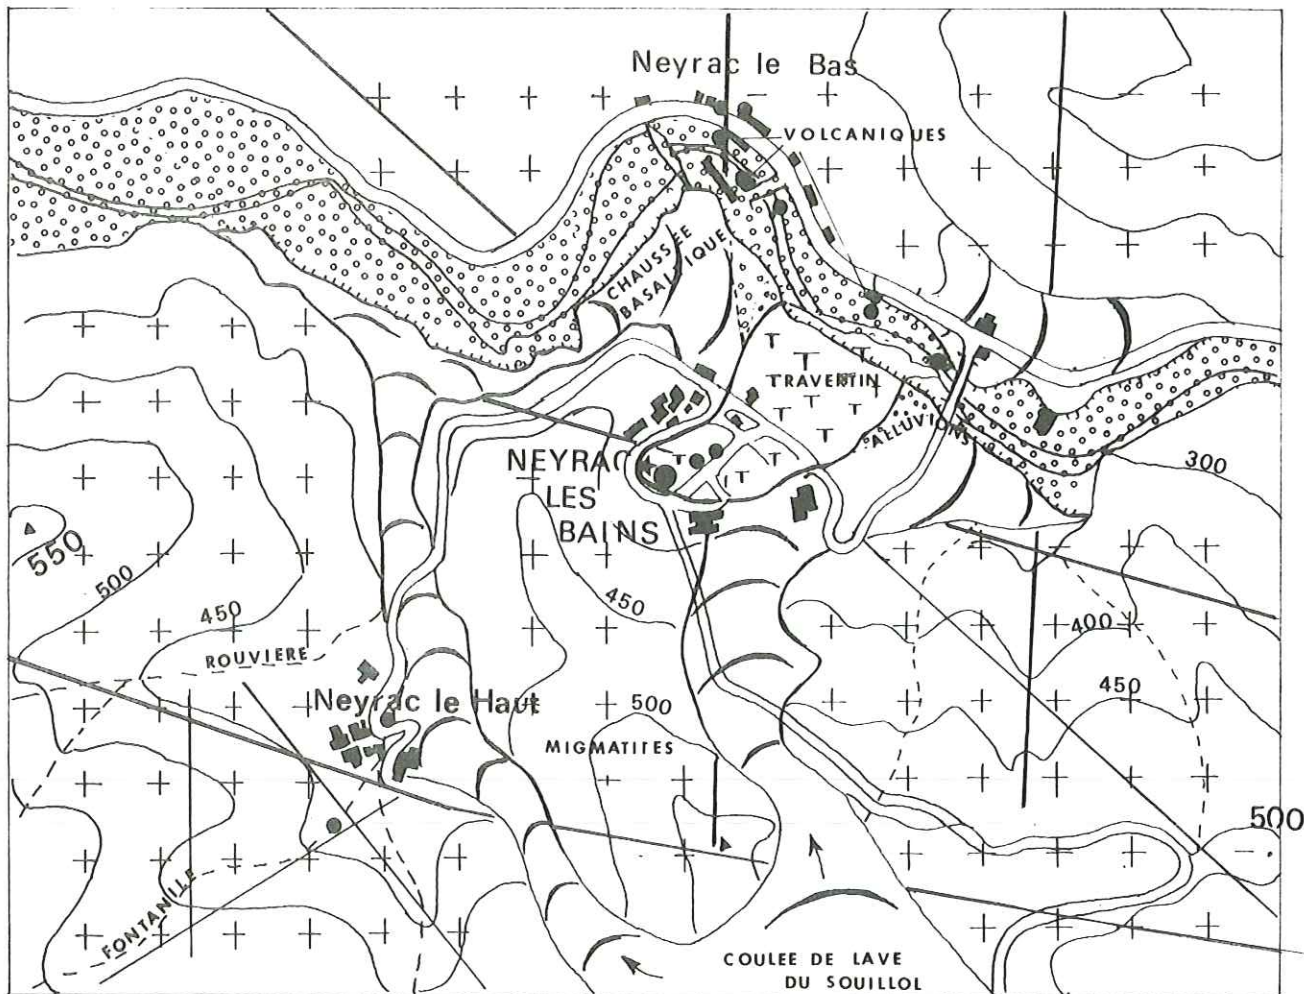 Neyrac le Bas
VOLCANIQUES
CHAUSSÉE
BASALTIQUE
TRAVERTIN
ALLUVIONS
NEYRAC
LES
BAINS
300
550
500
450
450
400
450
ROUVIERE
Neyrac le Haut
500
MIGMATITES
500
FONTANILE
COULEE DE LAVE
DU SOUILLOL